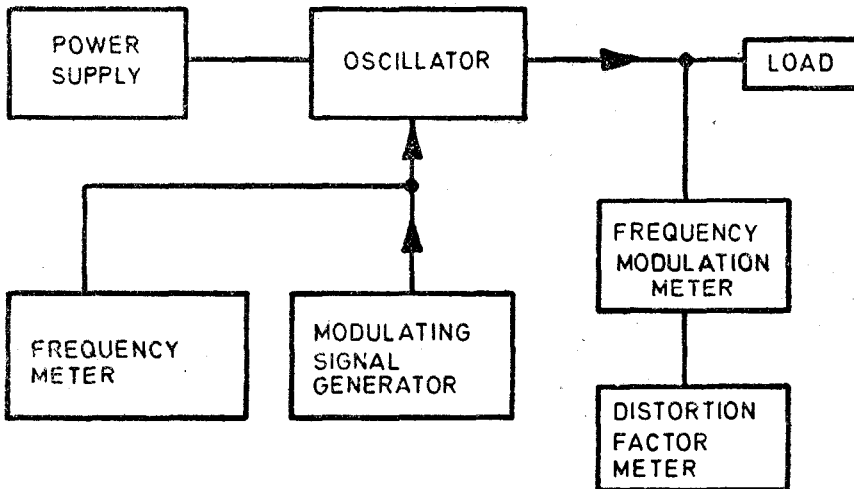 POWER
SUPPLY
OSCILLATOR
LOAD
FREQUENCY
MODULATION
METER
FREQUENCY
METER
MODULATING
SIGNAL
GENERATOR
DISTORTION
FACTOR
METER